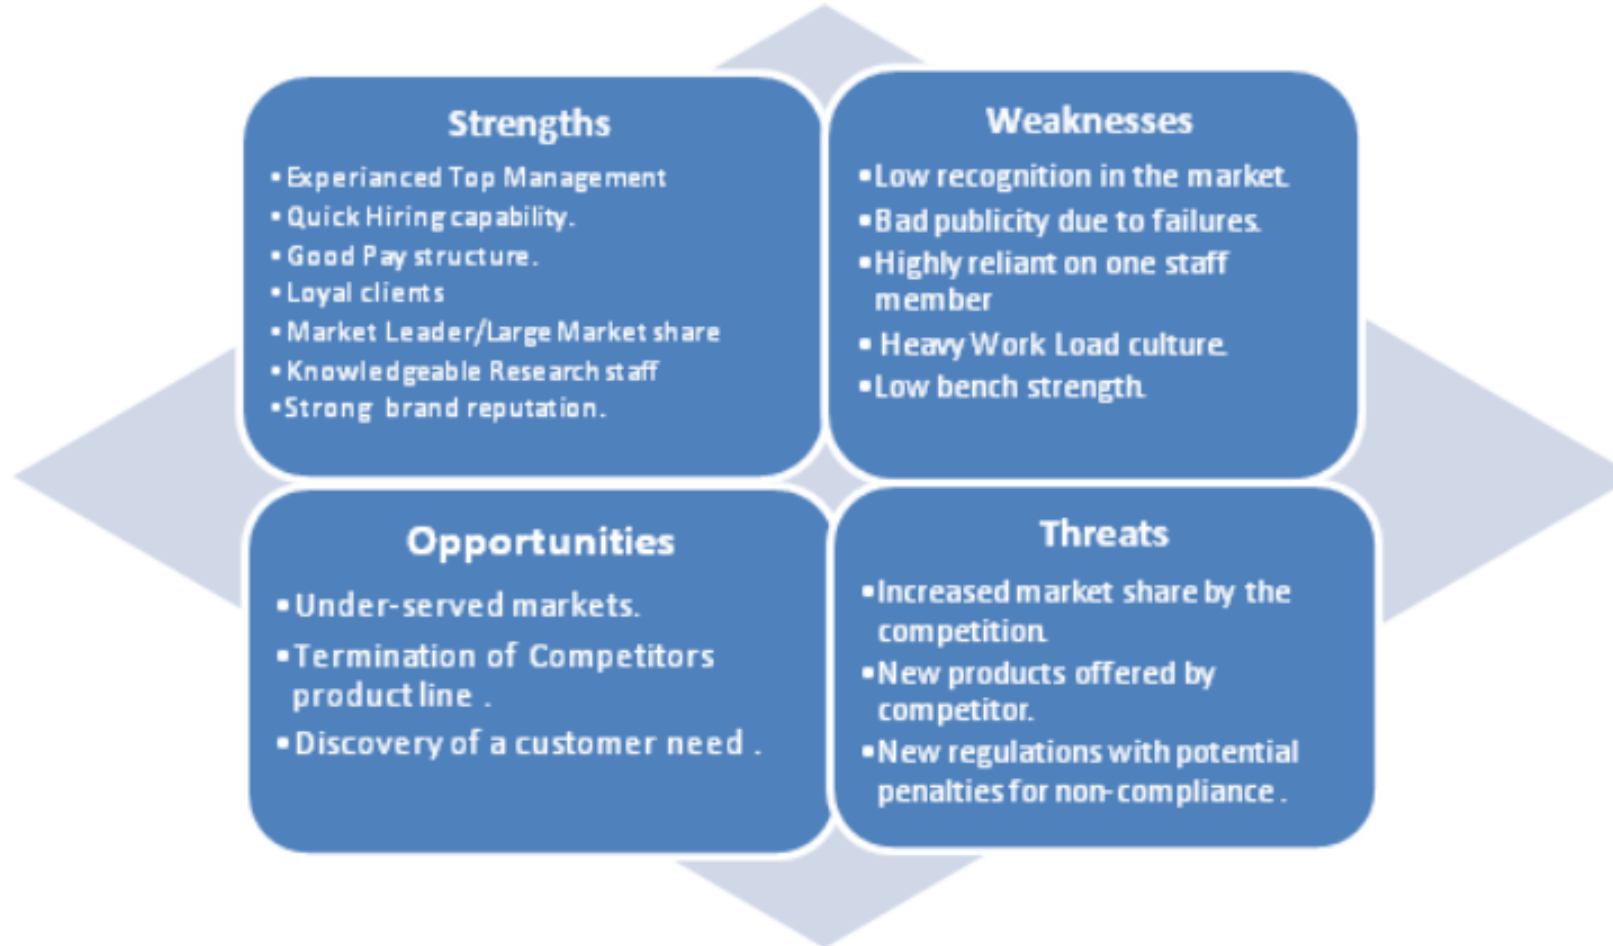 Strengths
▪Experianced Top Management
▪Quick Hiring capability.
▪Good Pay structure.
▪Loyal clients
▪Market Leader/Large Market share
▪Knowledgeable Research staff
▪Strong brand reputation.
Weaknesses
▪Low recognition in the market.
▪Bad publicity due to failures.
▪Highly reliant on one staff
member
▪Heavy Work Load culture.
▪Low bench strength.
Opportunities
▪Under-served markets.
▪Termination of Competitors
product line .
▪Discovery of a customer need .
Threats
▪Increased market share by the
competition.
▪New products offered by
competitor.
▪New regulations with potential
penalties for non-compliance .